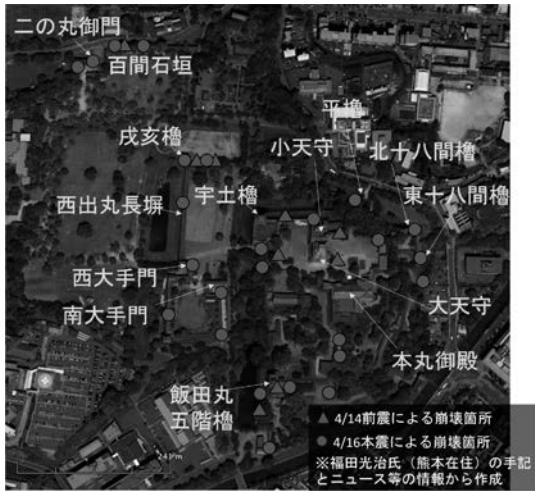 二の丸御門
百間石垣
平櫓
戌亥櫓
小天守
北十八間櫓
宇土櫓
東十八間櫓
西出丸長塀
西大手門
大天守
南大手門
本丸御殿
飯田丸
五階櫓
▲ 4/14前震による崩壊箇所
● 4/16本震による崩壊箇所
※福田光治氏(熊本在住)の手記
とニュース等の情報から作成